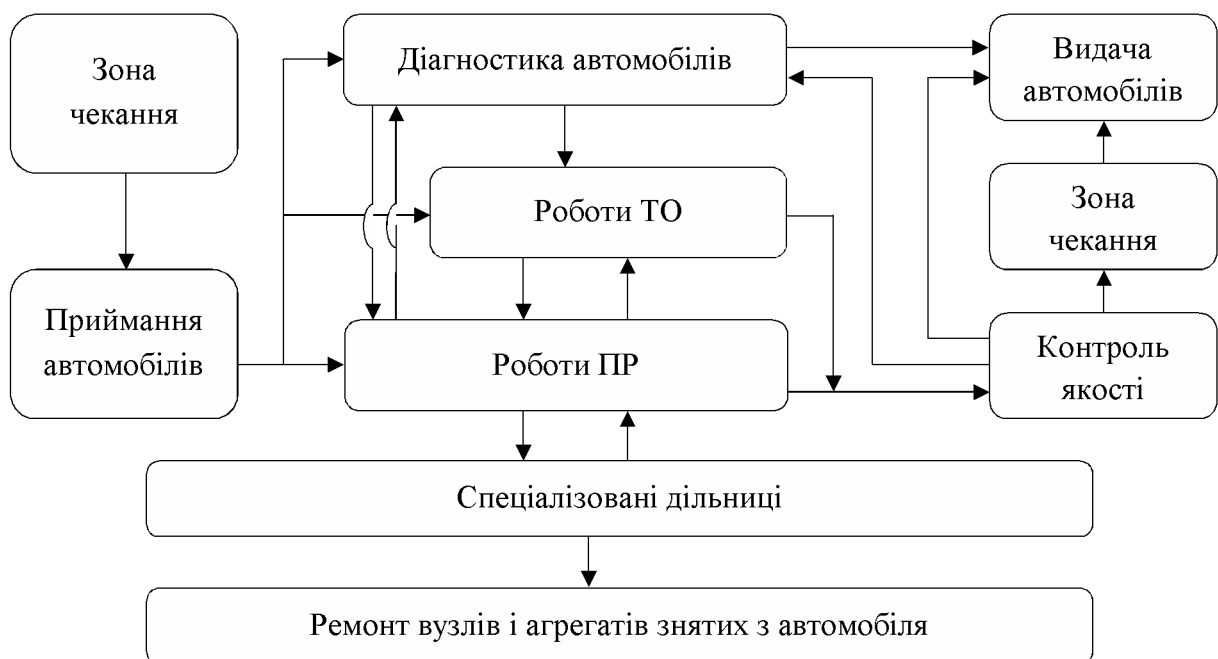 Зона
чекання
Діагностика автомобілів
Видача
автомобілів
Роботи ТО
Зона
чекання
Приймання
автомобілів
Роботи ПР
Контроль
якості
Спеціалізовані дільниці
Ремонт вузлів і агрегатів знятих з автомобіля